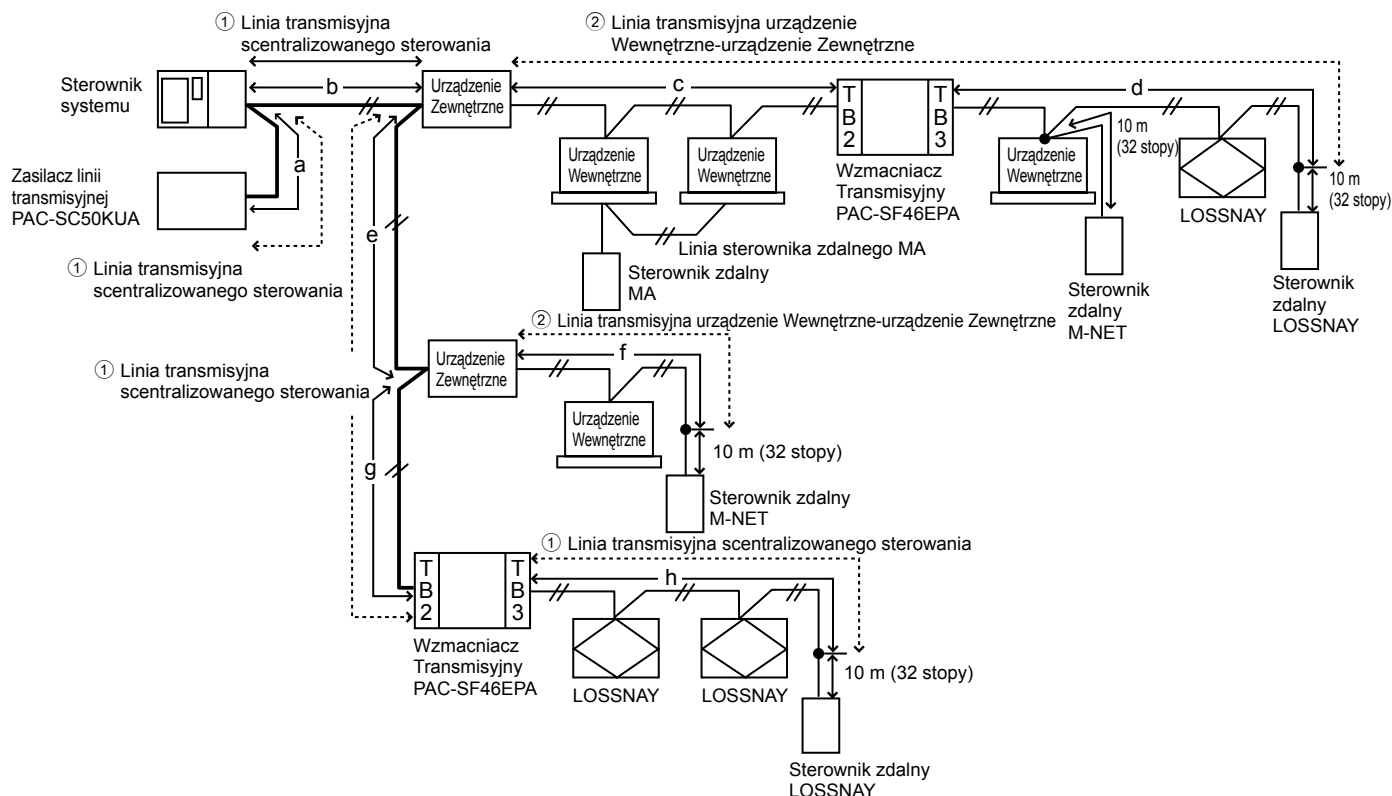 ① Linia transmisyjna
scentralizowanego sterowania
② Linia transmisyjna urządzenie
Wewnętrzne-urządzenie Zewnętrzne
Sterownik
systemu
b
Urządzenie
Zewnętrzne
c
T
B
2
T
B
3
d
10 m
(32 stopy)
Zasilacz linii
transmisyjnej
PAC-SC50KUA
a
Urządzenie
Wewnętrzne
Urządzenie
Wewnętrzne
Wzmacniacz
Transmisyjny
PAC-SF46EPA
Urządzenie
Wewnętrzne
LOSSNAY
10 m
(32 stopy)
e
Linia sterownika zdalnego MA
① Linia transmisyjna
scentralizowanego sterowania
Sterownik zdalny
MA
Sterownik
zdalny
M-NET
Sterownik
zdalny
LOSSNAY
② Linia transmisyjna urządzenie Wewnętrzne-urządzenie Zewnętrzne
① Linia transmisyjna
scentralizowanego sterowania
Urządzenie
Zewnętrzne
f
Urządzenie
Wewnętrzne
10 m (32 stopy)
g
Sterownik zdalny
M-NET
① Linia transmisyjna scentralizowanego sterowania
T
B
2
T
B
3
h
Wzmacniacz
Transmisyjny
PAC-SF46EPA
LOSSNAY
LOSSNAY
10 m (32 stopy)
Sterownik zdalny
LOSSNAY